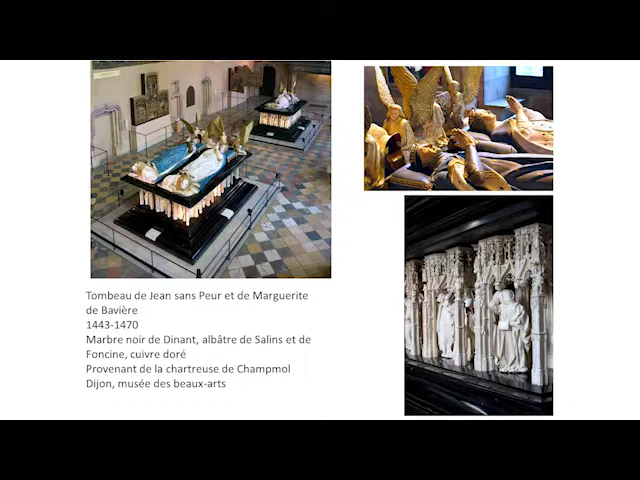 Tombeau de Jean sans Peur et de Marguerite
de Bavière
1443-1470
Marbre noir de Dinant, albâtre de Salins et de
Foncine, cuivre doré
Provenant de la chartreuse de Champmol
Dijon, musée des beaux-arts